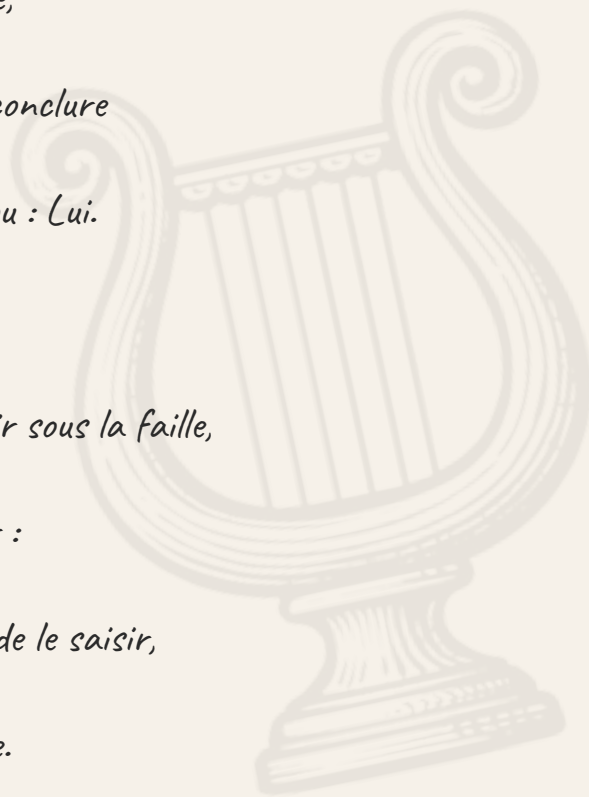 conclure
: Lui.
sous la faille,
:
de le saisir,